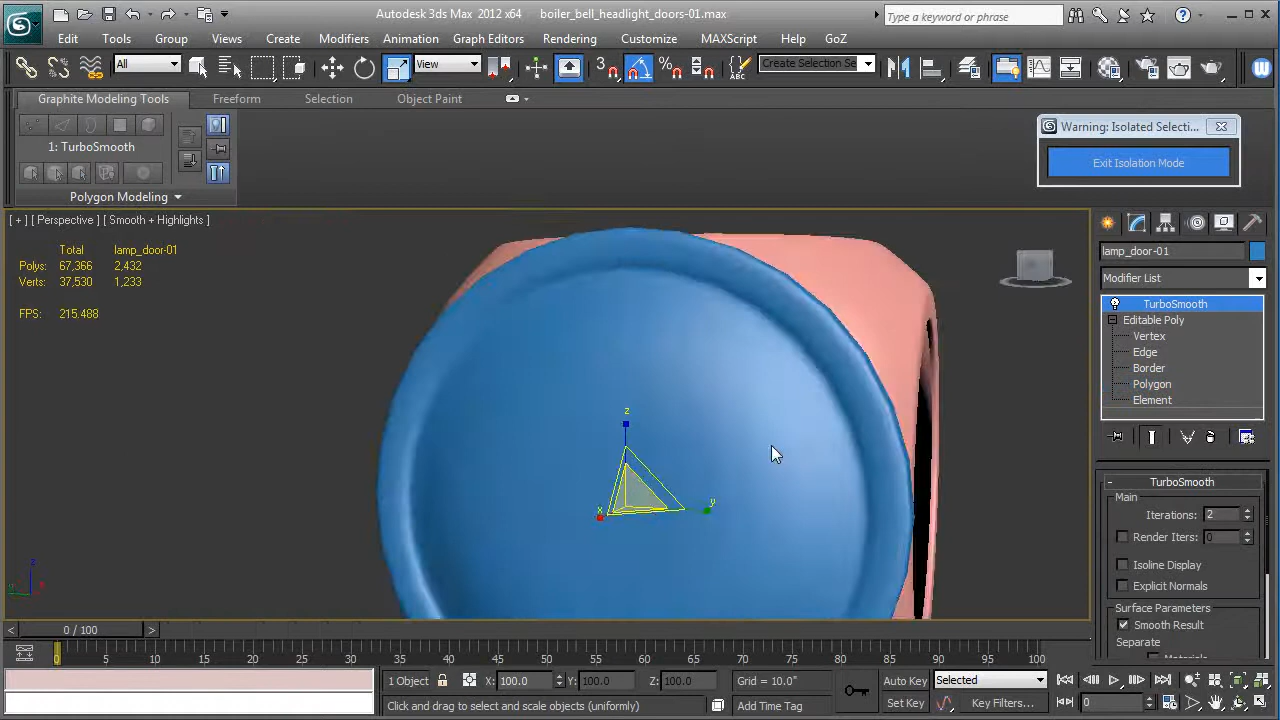 Autodesk 3ds Max 2012 x64 boiler_bell_headlight_doors-01.max
Type a keyword or phrase
Edit Tools Group Views Create Modifiers Animation Graph Editors Rendering Customize MAXScript Help GoZ
All View 3 Create Selection Se
Graphite Modeling Tools Freeform Selection Object Paint
1: TurboSmooth
Polygon Modeling
Warning: Isolated Selecti...
Exit Isolation Mode
[ + ] [ Perspective ] [ Smooth + Highlights ]
Total lamp_door-01
Polys: 67,366 2,432
Verts: 37,530 1,233
FPS: 215,488
z
x
y
z
lamp_door-01
Modifier List
TurboSmooth
Editable Poly
Vertex
Edge
Border
Polygon
Element
- TurboSmooth
Main
Iterations: 2
Render Iters: 0
Isoline Display
Explicit Normals
Surface Parameters
Smooth Result
Separate
< 0 / 100 >
0 5 10 15 20 25 30 35 40 45 50 55 60 65 70 75 80 85 90 95 100
1 Object X: 100.0 Y: 100.0 Z: 100.0 Grid = 10.0" Auto Key Selected
Click and drag to select and scale objects (uniformly) Add Time Tag Set Key Key Filters... 0